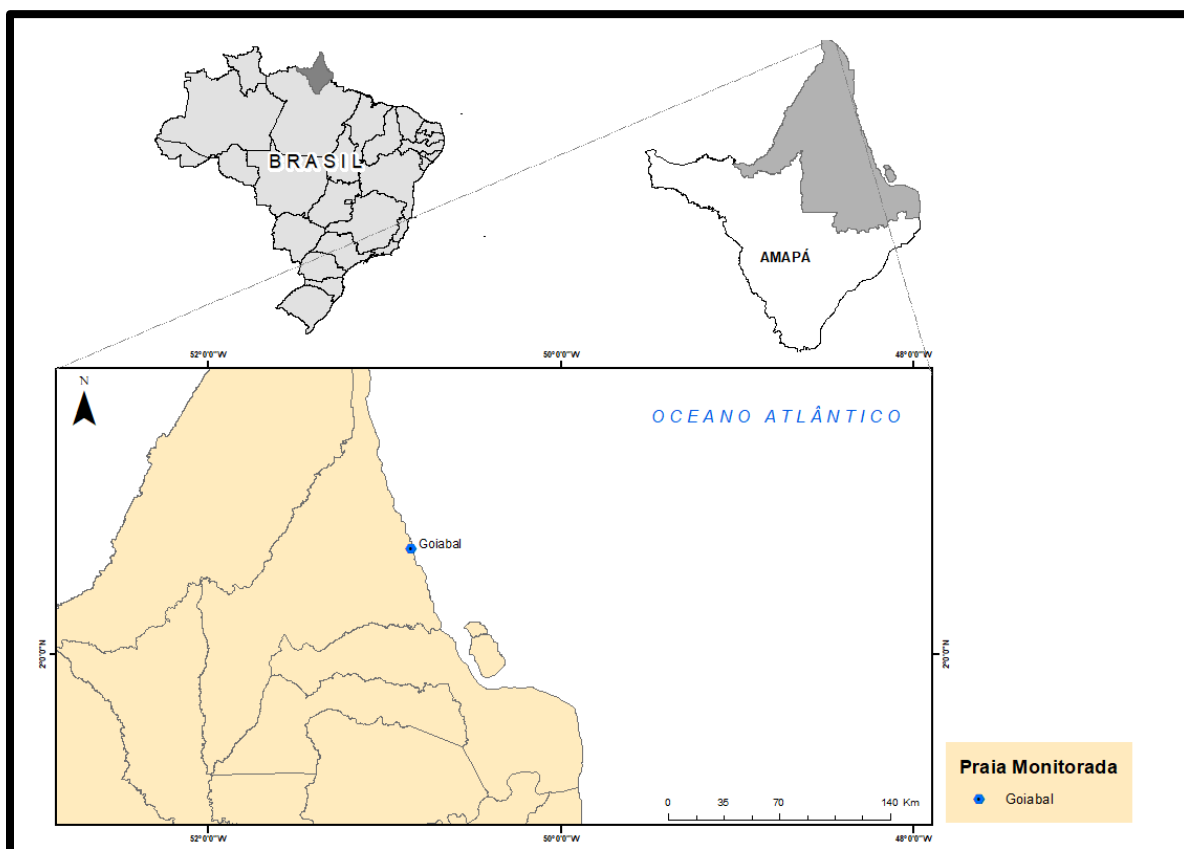 BRASIL
AMAPÁ
52°0'0"W
50°0'0"W
48°0'0"W
N
OCEANO ATLÂNTICO
Goiabal
2°0'0"N
2°0'0"N
Praia Monitorada
Goiabal
0 35 70 140 Km
52°0'0"W
50°0'0"W
48°0'0"W